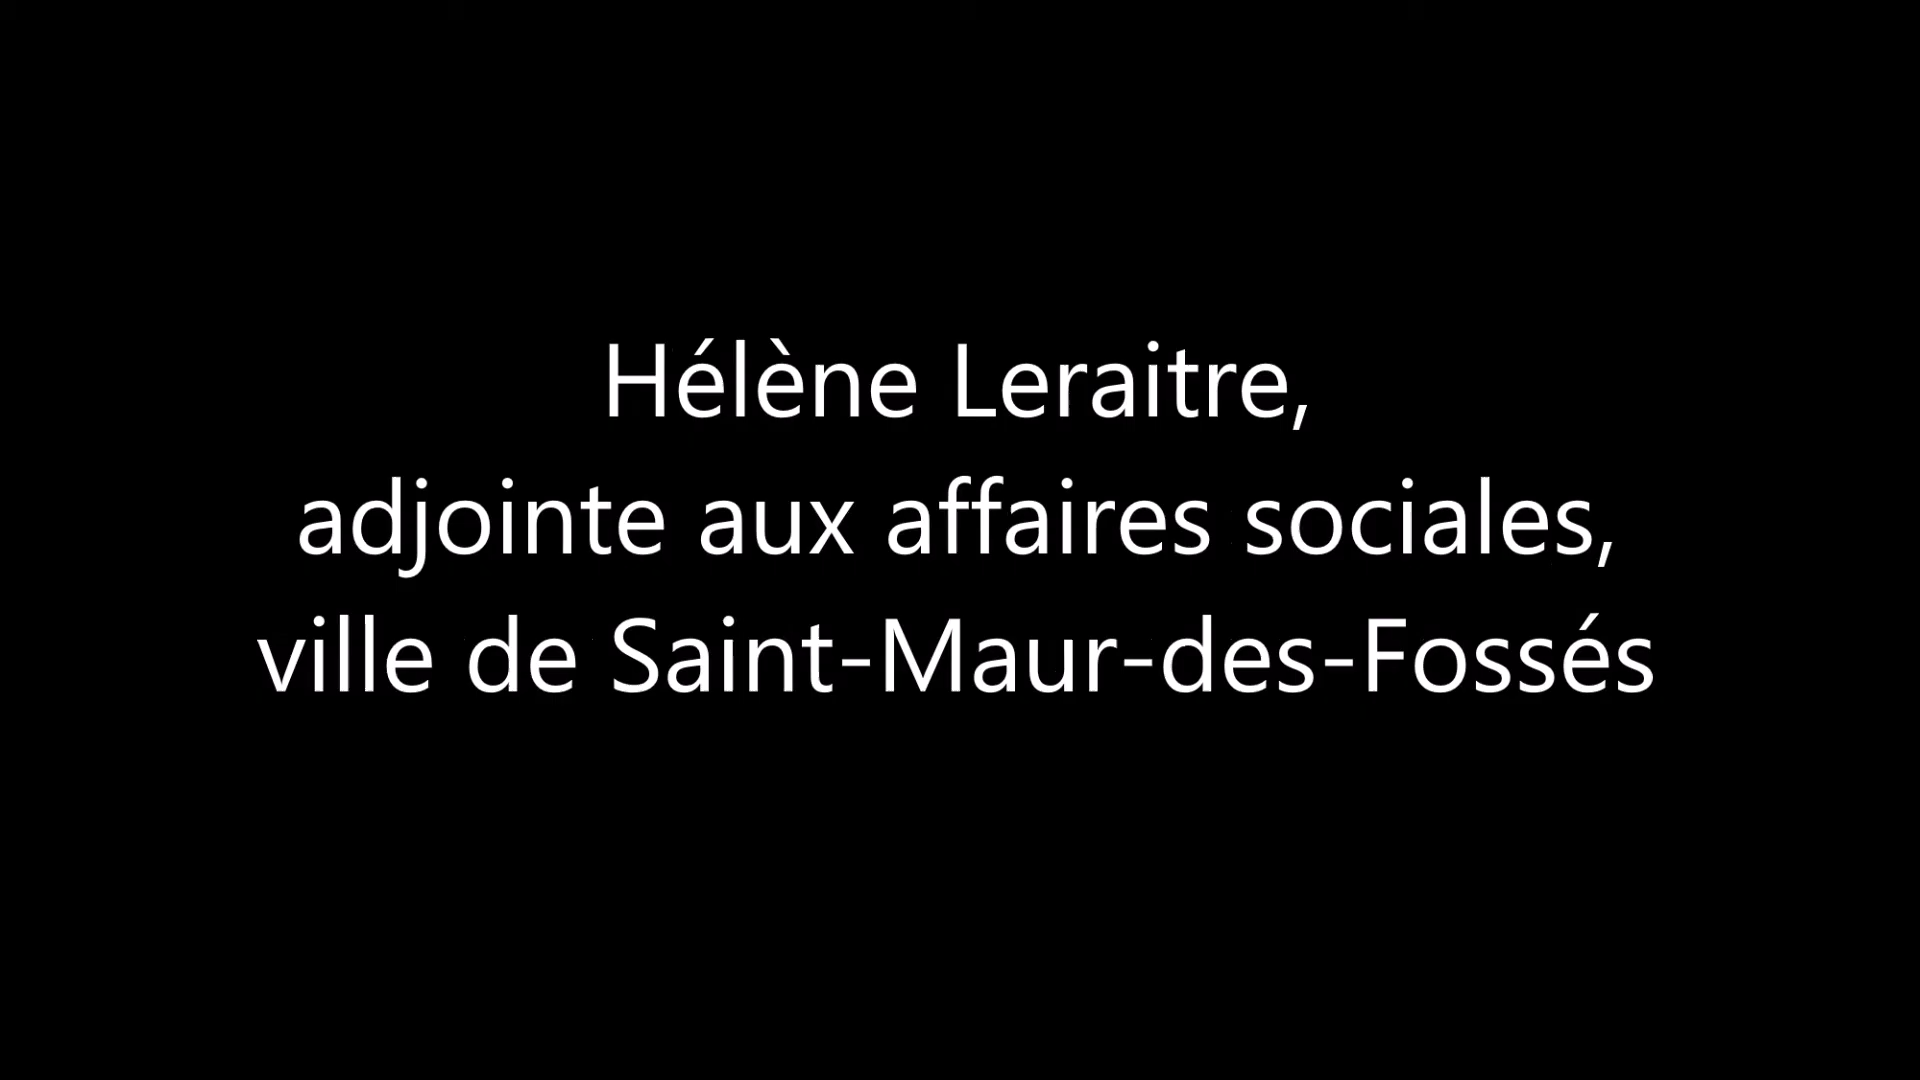 Hélène Leraitre,
adjointe aux affaires sociales,
ville de Saint-Maur-des-Fossés